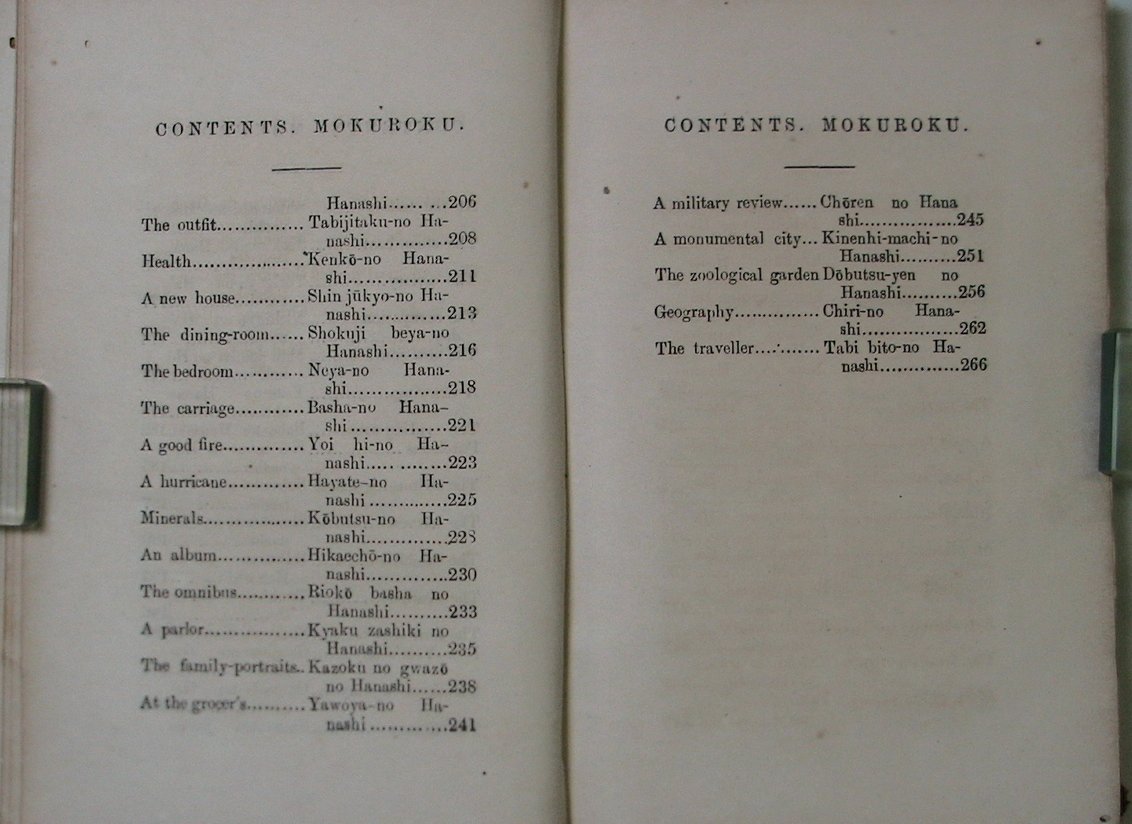 CONTENTS. MOKUROKU.
Hanashi...... ...206
The outfit............... Tabijitaku-no Ha-
nashi..............208
Health.....................Kenkō-no Hana-
shi.................211
A new house............Shin jūkyo-no Ha-
nashi.............213
The dining-room......Shokuji beya-no
Hanashi..........216
The bedroom............ Neya-no Hana-
shi.................218
The carriage............Basha-no Hana-
shi................221
A good fire..............Yoi hi-no Ha-
nashi..... ........223
A hurricane.............Hayate-no Ha-
nashi .............225
Minerals..................Kōbutsu-no Ha-
nashi..............228
An album...............Hikaechō-no Ha-
nashi..............230
The omnibus............Riokō basha no
Hanashi..........233
A parlor..................Kyaku zashiki no
Hanashi..........235
The family-portraits..Kazoku no gwazō
no Hanashi......238
At the grocer's..........Yawoya-no Ha-
nashi .............241
CONTENTS. MOKUROKU.
A military review......Chōren no Hana
shi.................245
A monumental city... Kinenhi-machi-no
Hanashi..........251
The zoological garden Dōbutsu-yen no
Hanashi..........256
Geography...............Chiri-no Hana-
shi.................262
The traveller............ Tabi bito-no Ha-
nashi..............266